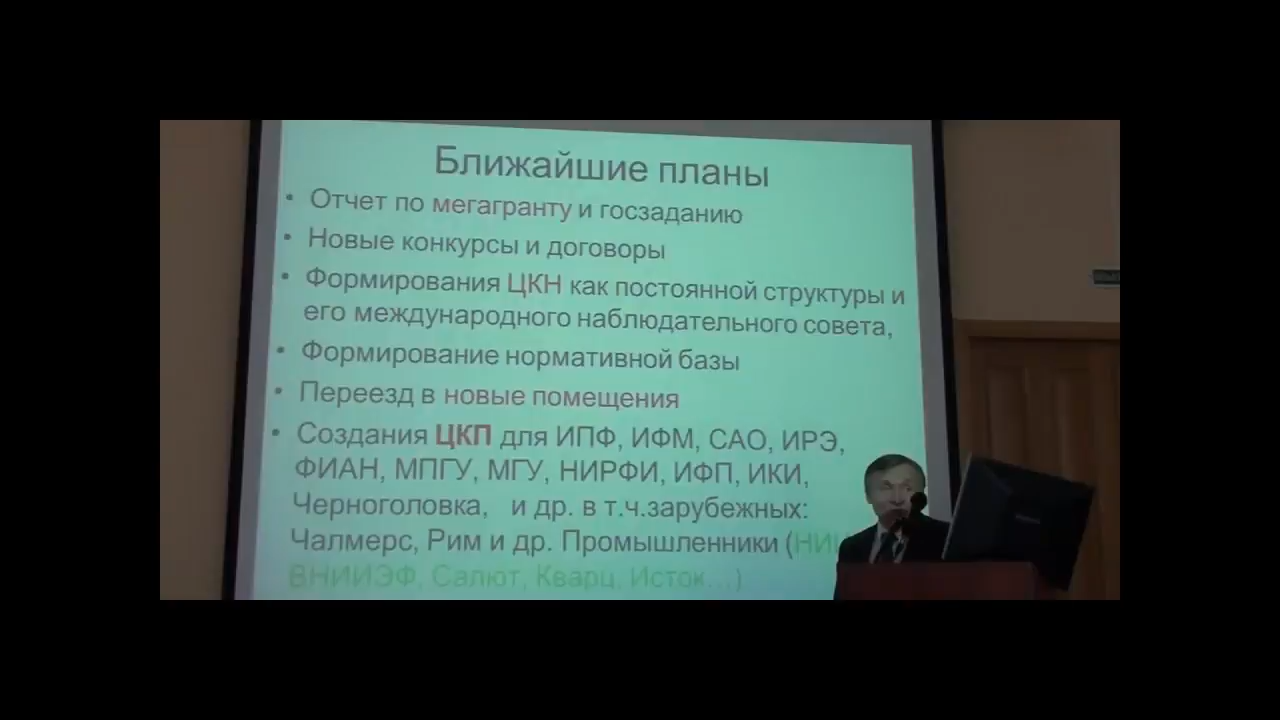 Ближайшие планы
• Отчет по мегагранту и госзаданию
• Новые конкурсы и договоры
• Формирования ЦКН как постоянной структуры и
его международного наблюдательного совета,
• Формирование нормативной базы
• Переезд в новые помещения
• Создания ЦКП для ИПФ, ИФМ, САО, ИРЭ,
ФИАН, МПГУ, МГУ, НИРФИ, ИФП, ИКИ,
Черноголовка, и др. в т.ч.зарубежных:
Чалмерс, Рим и др. Промышленники (
ВНИИЭФ, Салют, Кварц, Исток...)